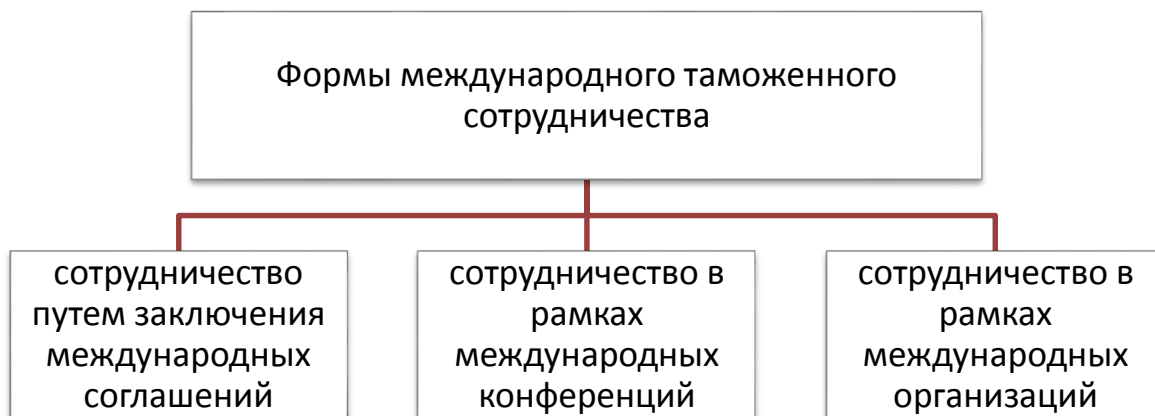 Формы международного таможенного
сотрудничества
сотрудничество
путем заключения
международных
соглашений
сотрудничество в
рамках
международных
конференций
сотрудничество в
рамках
международных
организаций